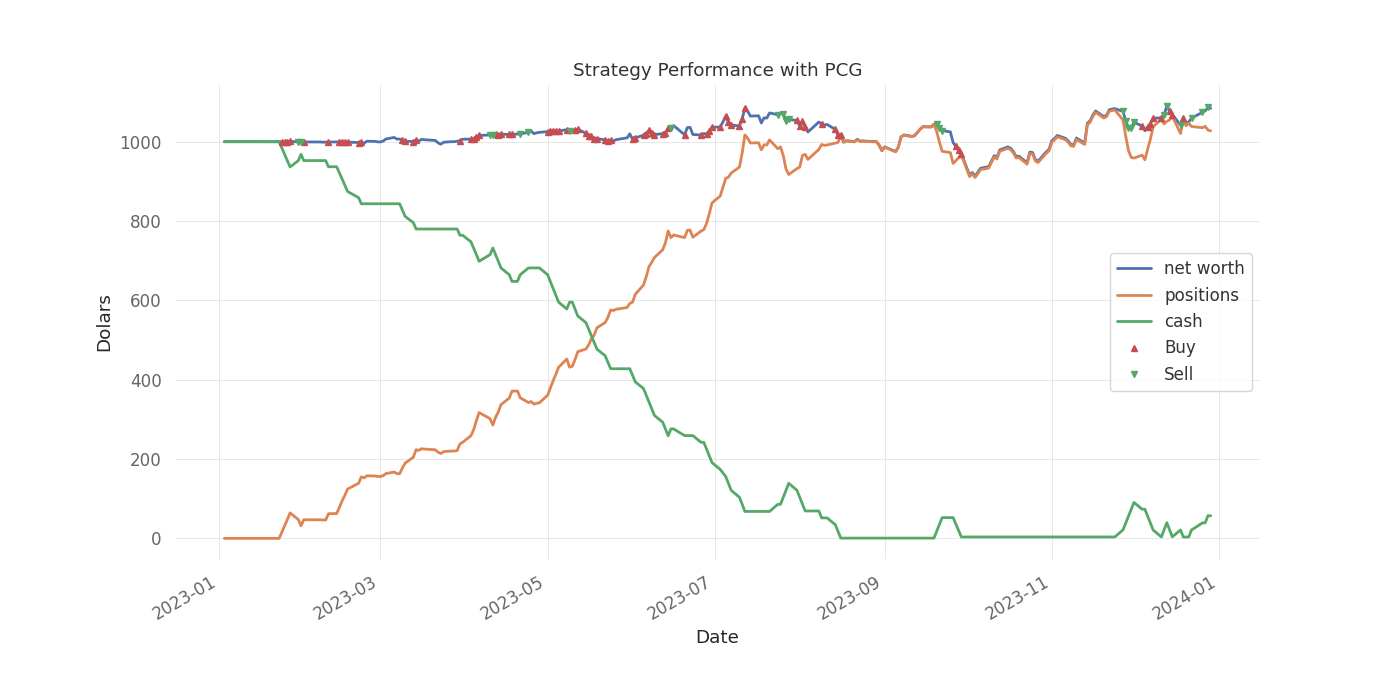 Strategy Performance with PCG
1000
800
600
400
200
0
Dolars
net worth
positions
cash
Buy
Sell
2023-01
2023-03
2023-05
2023-07
2023-09
2023-11
2024-01
Date